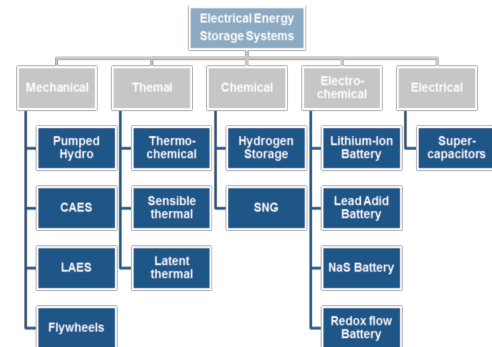 Electrical Energy
Storage Systems
Mechanical
Themal
Chemical
Electro-
chemical
Electrical
Pumped
Hydro
Thermo-
chemical
Hydrogen
Storage
Lithium-Ion
Battery
Super-
capacitors
CAES
Sensible
thermal
SNG
Lead Adid
Battery
LAES
Latent
thermal
NaS Battery
Flywheels
Redox flow
Battery